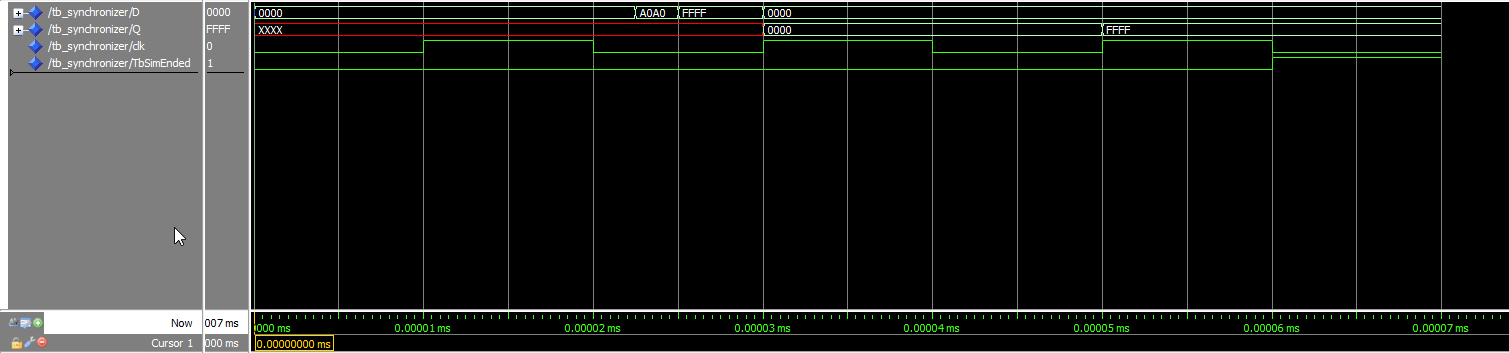 /tb_synchronizer/D 0000 0000 A0A0 FFFF 0000
/tb_synchronizer/Q FFFF XXXX 0000 FFFF
/tb_synchronizer/clk 0
/tb_synchronizer/TbSimEnded 1
Now 007 ms 000 ms 0.00001 ms 0.00002 ms 0.00003 ms 0.00004 ms 0.00005 ms 0.00006 ms 0.00007 ms
Cursor 1 000 ms 0.00000000 ms